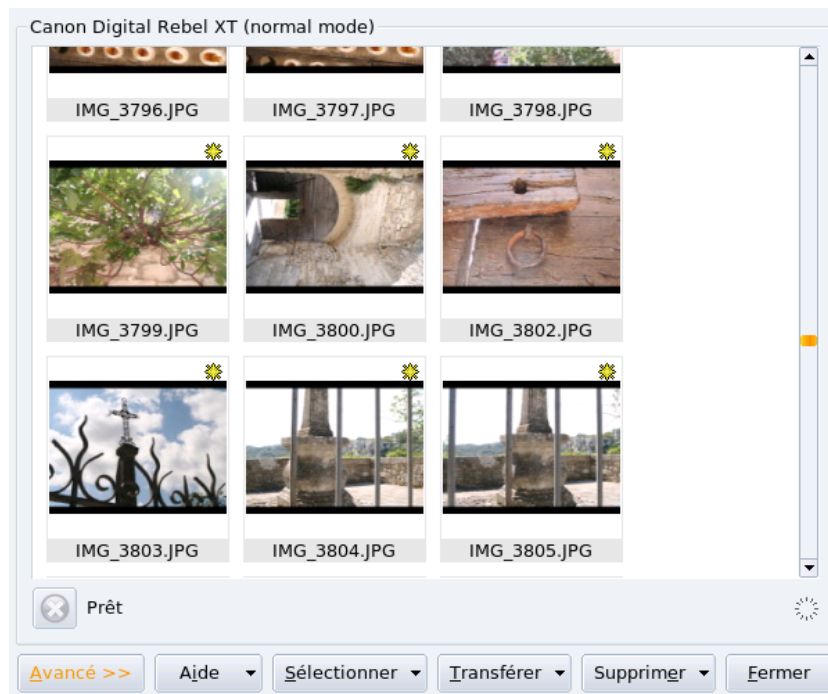 Canon Digital Rebel XT (normal mode)
IMG_3796.JPG IMG_3797.JPG IMG_3798.JPG
IMG_3799.JPG IMG_3800.JPG IMG_3802.JPG
IMG_3803.JPG IMG_3804.JPG IMG_3805.JPG
Prêt
Avancé >> Aide Sélectionner Transférer Supprimer Fermer